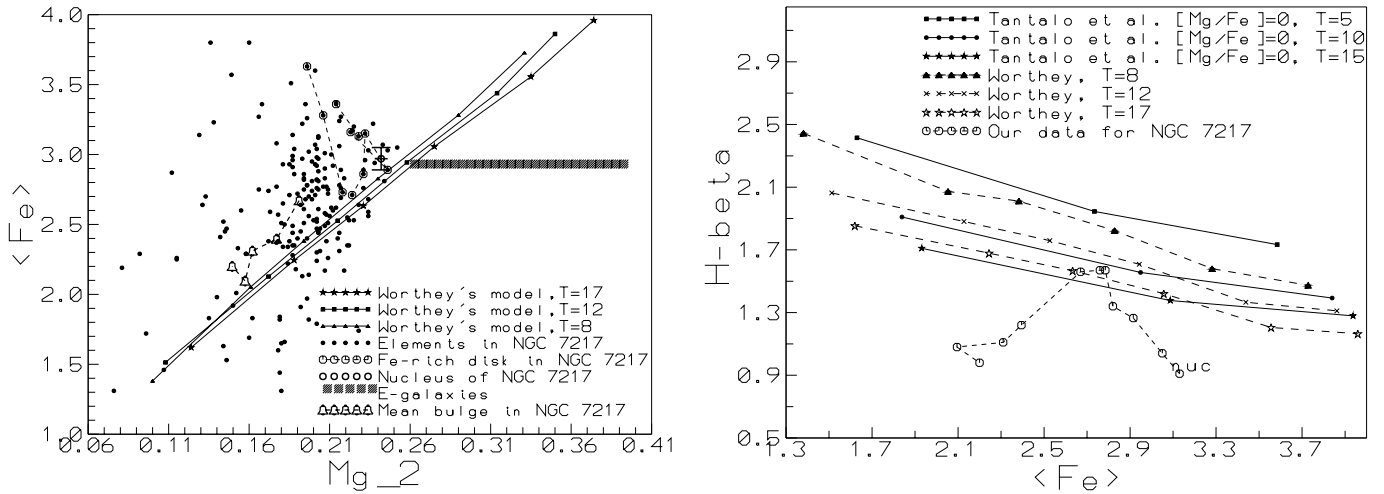 4.0
3.5
3.0
2.5
2.0
1.5
1.0
<Fe>
Worthey's model,T=17
Worthey's model,T=12
Worthey's model,T=8
Elements in NGC 7217
Fe-rich disk in NGC 7217
Nucleus of NGC 7217
E-galaxies
Mean bulge in NGC 7217
0.06 0.11 0.16 0.21 0.26 0.31 0.36 0.41
Mg_2
Tantalo et al. [Mg/Fe]=0, T=5
Tantalo et al. [Mg/Fe]=0, T=10
Tantalo et al. [Mg/Fe]=0, T=15
Worthey, T=8
Worthey, T=12
Worthey, T=17
Our data for NGC 7217
2.9
2.5
2.1
1.7
1.3
0.9
0.5
H-beta
nuc
1.3 1.7 2.1 2.5 2.9 3.3 3.7
<Fe>